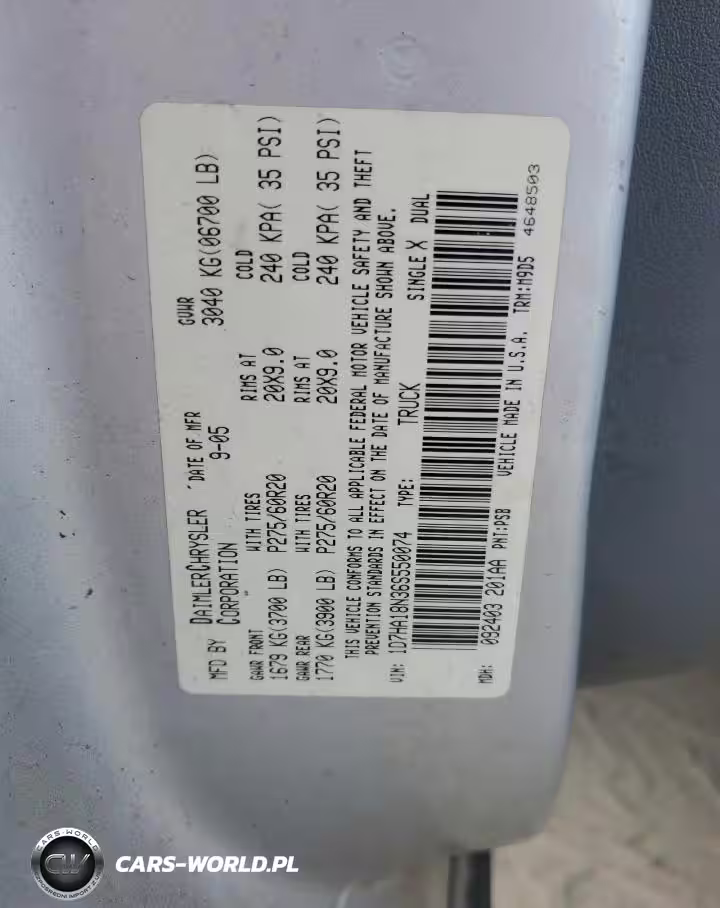 MFD BY DAIMLERCHRYSLER CORPORATION
DATE OF MFR
9-05
GVWR
3040 KG(06700 LB)
GAWR FRONT WITH TIRES RIMS AT COLD
1679 KG(3700 LB) P275/60R20 20X9.0 240 KPA( 35 PSI)
GAWR REAR WITH TIRES RIMS AT COLD
1770 KG(3900 LB) P275/60R20 20X9.0 240 KPA( 35 PSI)
THIS VEHICLE CONFORMS TO ALL APPLICABLE FEDERAL MOTOR VEHICLE SAFETY AND THEFT
PREVENTION STANDARDS IN EFFECT ON THE DATE OF MANUFACTURE SHOWN ABOVE.
VIN: 1D7HA18N36S550074 TYPE: TRUCK SINGLE X DUAL
MDH: 092403 201AA PNT:PSB VEHICLE MADE IN U.S.A. TRM:M9D5
4648503
CARS-WORLD
CW
CARS-WORLD.PL